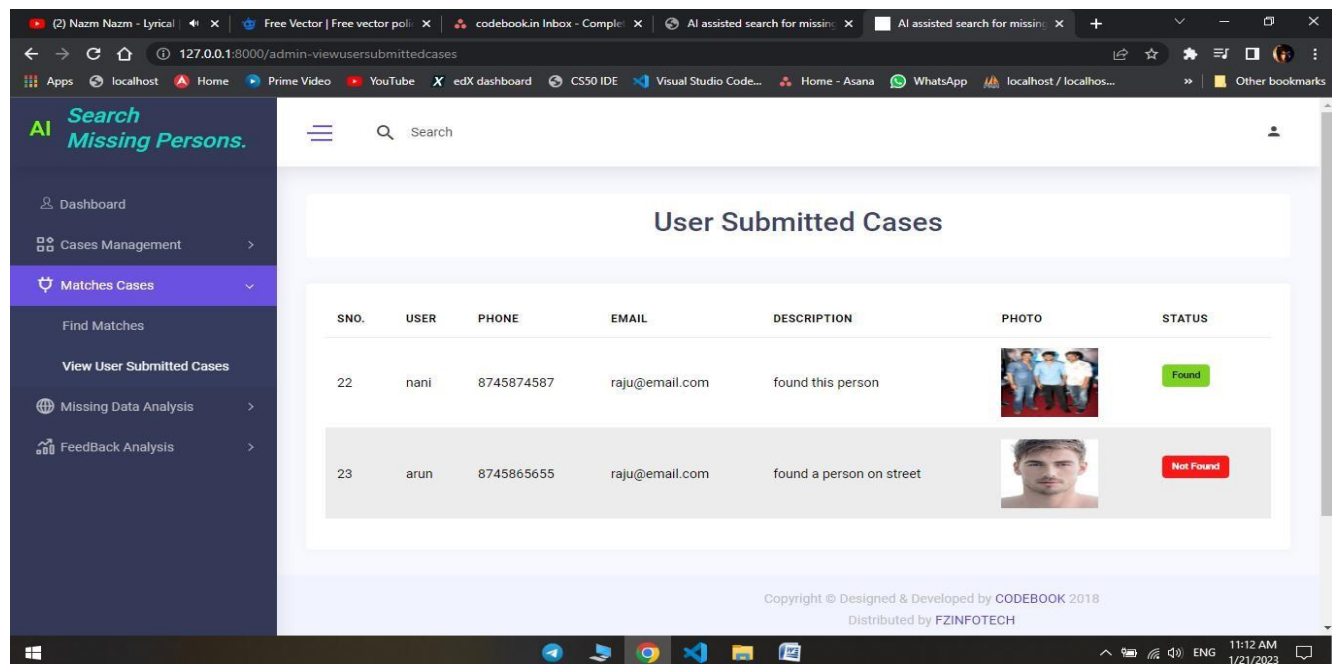 (2) Nazm Nazm - Lyrical
Free Vector | Free vector poli
codebook.in Inbox - Complet
AI assisted search for missing
AI assisted search for missing
127.0.0.1:8000/admin-viewusersubmittedcases
Apps localhost Home Prime Video YouTube edX dashboard CS50 IDE Visual Studio Code... Home - Asana WhatsApp localhost / localhos... » Other bookmarks
AI Search
Missing Persons.
Search
Dashboard
Cases Management
Matches Cases
Find Matches
View User Submitted Cases
Missing Data Analysis
FeedBack Analysis
User Submitted Cases
SNO. USER PHONE EMAIL DESCRIPTION PHOTO STATUS
22 nani 8745874587 raju@email.com found this person Found
23 arun 8745865655 raju@email.com found a person on street Not Found
Copyright © Designed & Developed by CODEBOOK 2018
Distributed by FZINFOTECH
ENG
11:12 AM
1/21/2023